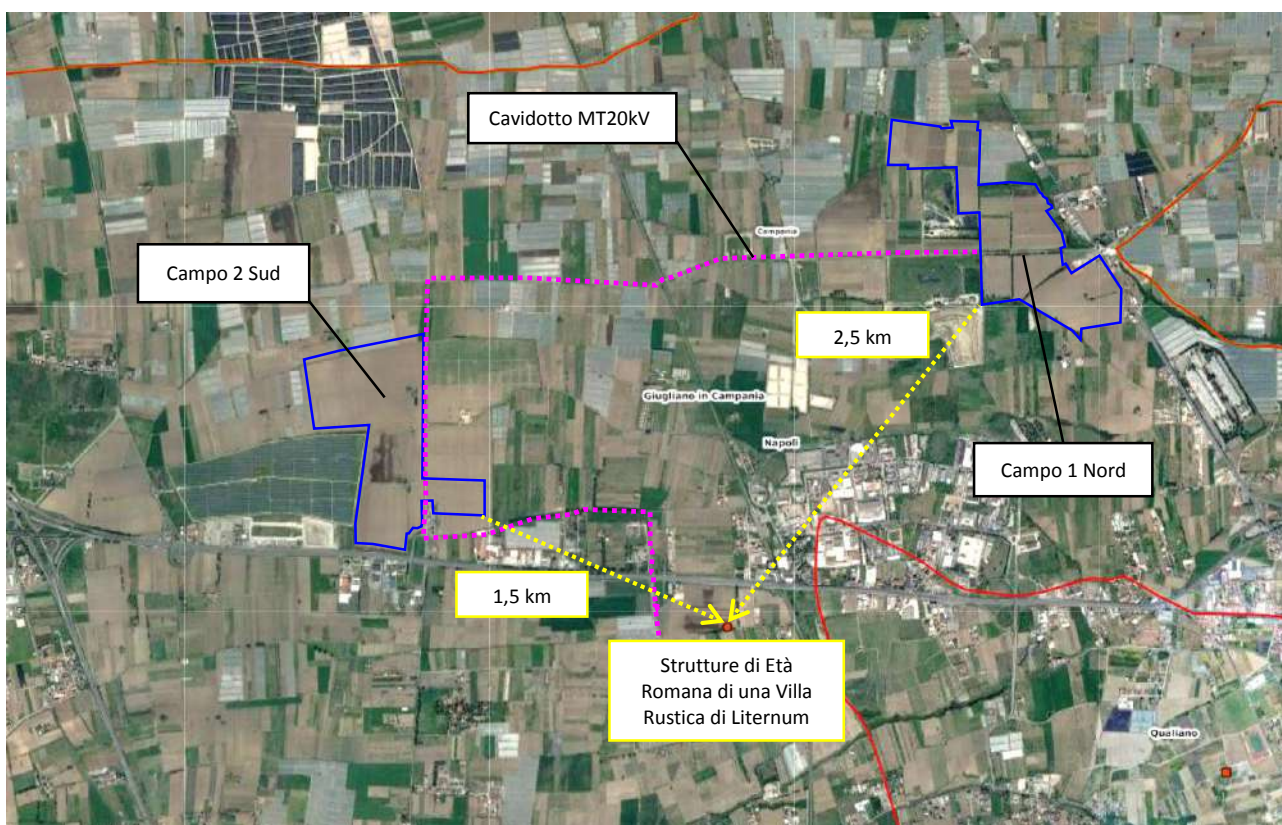 Cavidotto MT20kV
Campania
Campo 2 Sud
2,5 km
Giugliano in Campania
Napoli
Campo 1 Nord
1,5 km
Strutture di Età
Romana di una Villa
Rustica di Liternum
Qualiano